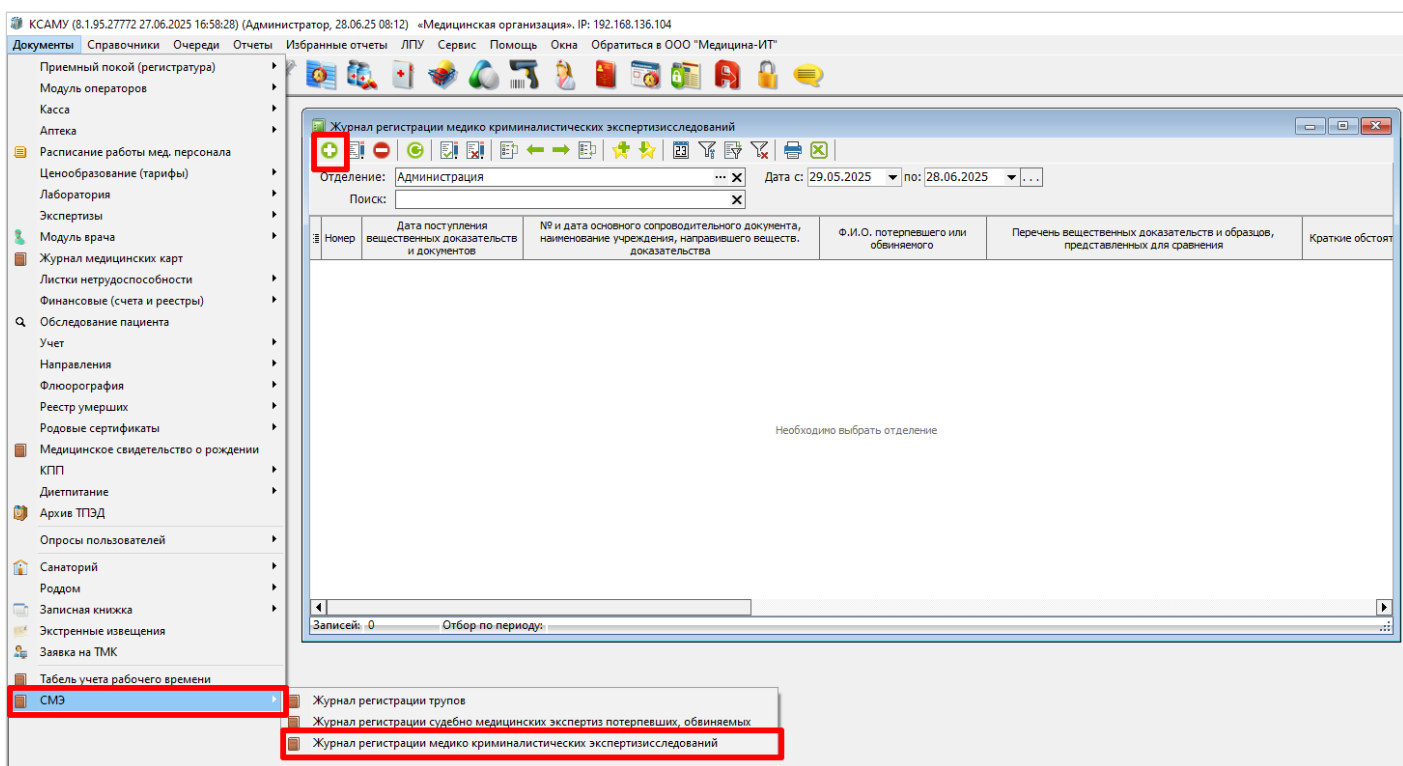 КСАМУ (8.1.95.27772 27.06.2025 16:58:28) (Администратор, 28.06.25 08:12) «Медицинская организация». IP: 192.168.136.104
Документы Справочники Очереди Отчеты Избранные отчеты ЛПУ Сервис Помощь Окна Обратиться в ООО "Медицина-ИТ"
Приемный покой (регистратура)
Модуль операторов
Касса
Аптека
Расписание работы мед. персонала
Ценообразование (тарифы)
Лаборатория
Экспертизы
Модуль врача
Журнал медицинских карт
Листки нетрудоспособности
Финансовые (счета и реестры)
Обследование пациента
Учет
Направления
Флюорография
Реестр умерших
Родовые сертификаты
Медицинское свидетельство о рождении
КПП
Диетпитание
Архив ТПЭД
Опросы пользователей
Санаторий
Роддом
Записная книжка
Экстренные извещения
Заявка на ТМК
Табель учета рабочего времени
СМЭ
Журнал регистрации трупов
Журнал регистрации судебно медицинских экспертиз потерпевших, обвиняемых
Журнал регистрации медико криминалистических экспертизисследований
Журнал регистрации медико криминалистических экспертизисследований
23
Отделение: Администрация ... Дата с: 29.05.2025 по: 28.06.2025 ...
Поиск:
Номер
Дата поступления
вещественных доказательств
и документов
№ и дата основного сопроводительного документа,
наименование учреждения, направившего веществ.
доказательства
Ф.И.О. потерпевшего или
обвиняемого
Перечень вещественных доказательств и образцов,
представленных для сравнения
Краткие обстоят
Необходимо выбрать отделение
Записей: 0 Отбор по периоду: